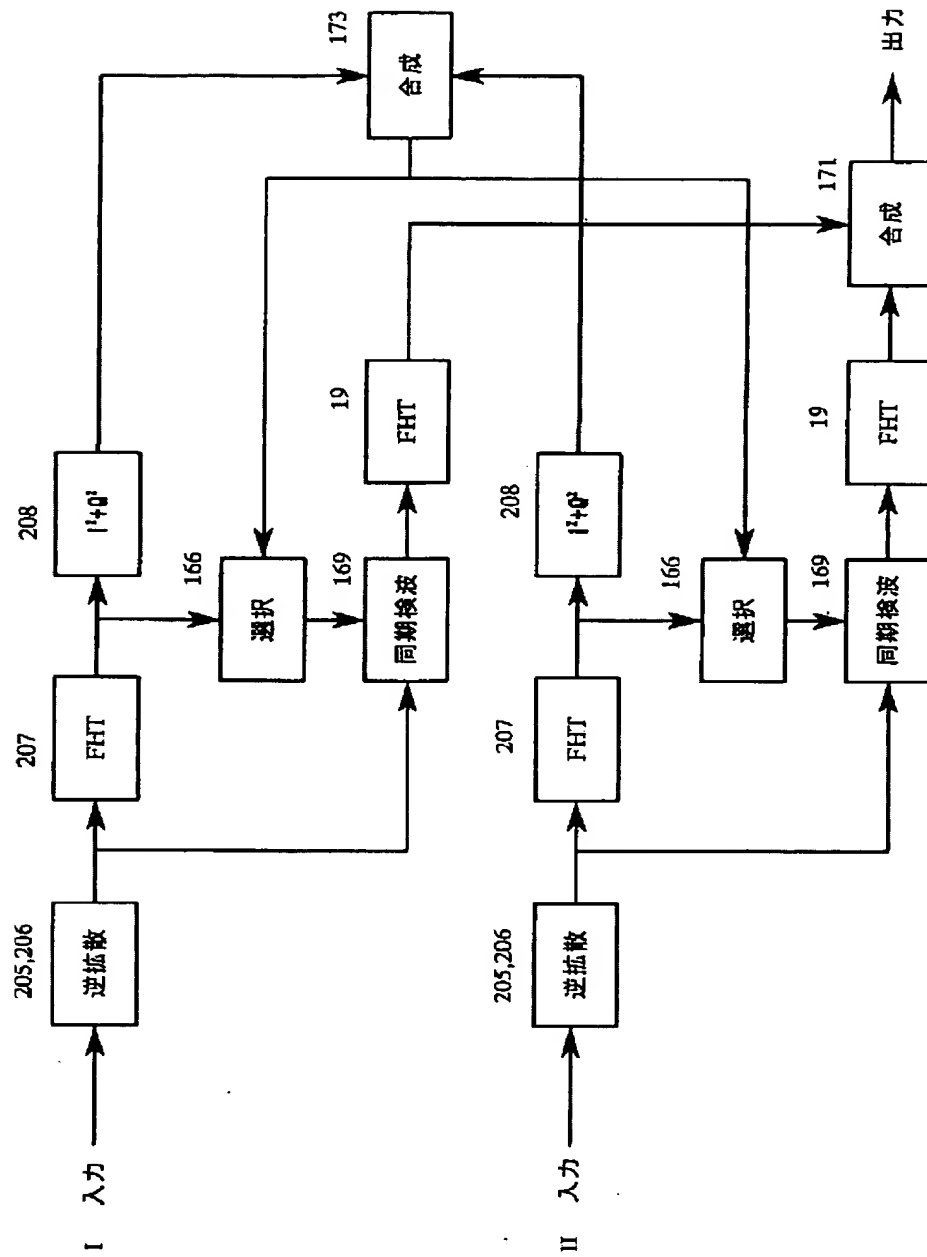 I 入力
205,206
逆拡散
207
FHT
208
I²+Q²
166
選択
169
同期検波
19
FHT
173
合成
II 入力
205,206
逆拡散
207
FHT
208
I²+Q²
166
選択
169
同期検波
19
FHT
171
合成
出力